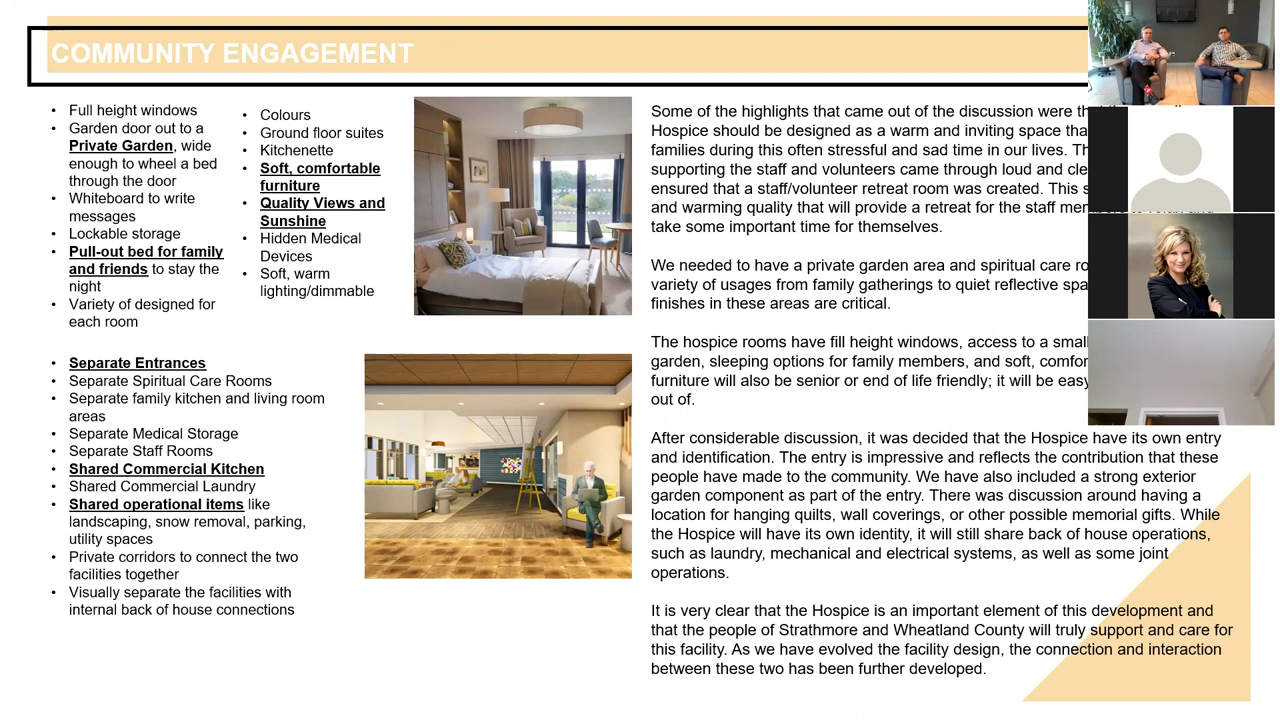 COMMUNITY ENGAGEMENT
• Full height windows
• Garden door out to a
Private Garden, wide
enough to wheel a bed
through the door
• Whiteboard to write
messages
• Lockable storage
• Pull-out bed for family
and friends to stay the
night
• Variety of designed for
each room
• Colours
• Ground floor suites
• Kitchenette
• Soft, comfortable
furniture
• Quality Views and
Sunshine
• Hidden Medical
Devices
• Soft, warm
lighting/dimmable
• Separate Entrances
• Separate Spiritual Care Rooms
• Separate family kitchen and living room
areas
• Separate Medical Storage
• Separate Staff Rooms
• Shared Commercial Kitchen
• Shared Commercial Laundry
• Shared operational items like
landscaping, snow removal, parking,
utility spaces
• Private corridors to connect the two
facilities together
• Visually separate the facilities with
internal back of house connections
Some of the highlights that came out of the discussion were
Hospice should be designed as a warm and inviting space
families during this often stressful and sad time in our lives.
supporting the staff and volunteers came through loud and
ensured that a staff/volunteer retreat room was created. This
and warming quality that will provide a retreat for the staff
take some important time for themselves.
We needed to have a private garden area and spiritual care
variety of usages from family gatherings to quiet reflective
finishes in these areas are critical.
The hospice rooms have fill height windows, access to a small
garden, sleeping options for family members, and soft,
furniture will also be senior or end of life friendly; it will be easy
out of.
After considerable discussion, it was decided that the Hospice have its own entry
and identification. The entry is impressive and reflects the contribution that these
people have made to the community. We have also included a strong exterior
garden component as part of the entry. There was discussion around having a
location for hanging quilts, wall coverings, or other possible memorial gifts. While
the Hospice will have its own identity, it will still share back of house operations,
such as laundry, mechanical and electrical systems, as well as some joint
operations.
It is very clear that the Hospice is an important element of this development and
that the people of Strathmore and Wheatland County will truly support and care for
this facility. As we have evolved the facility design, the connection and interaction
between these two has been further developed.